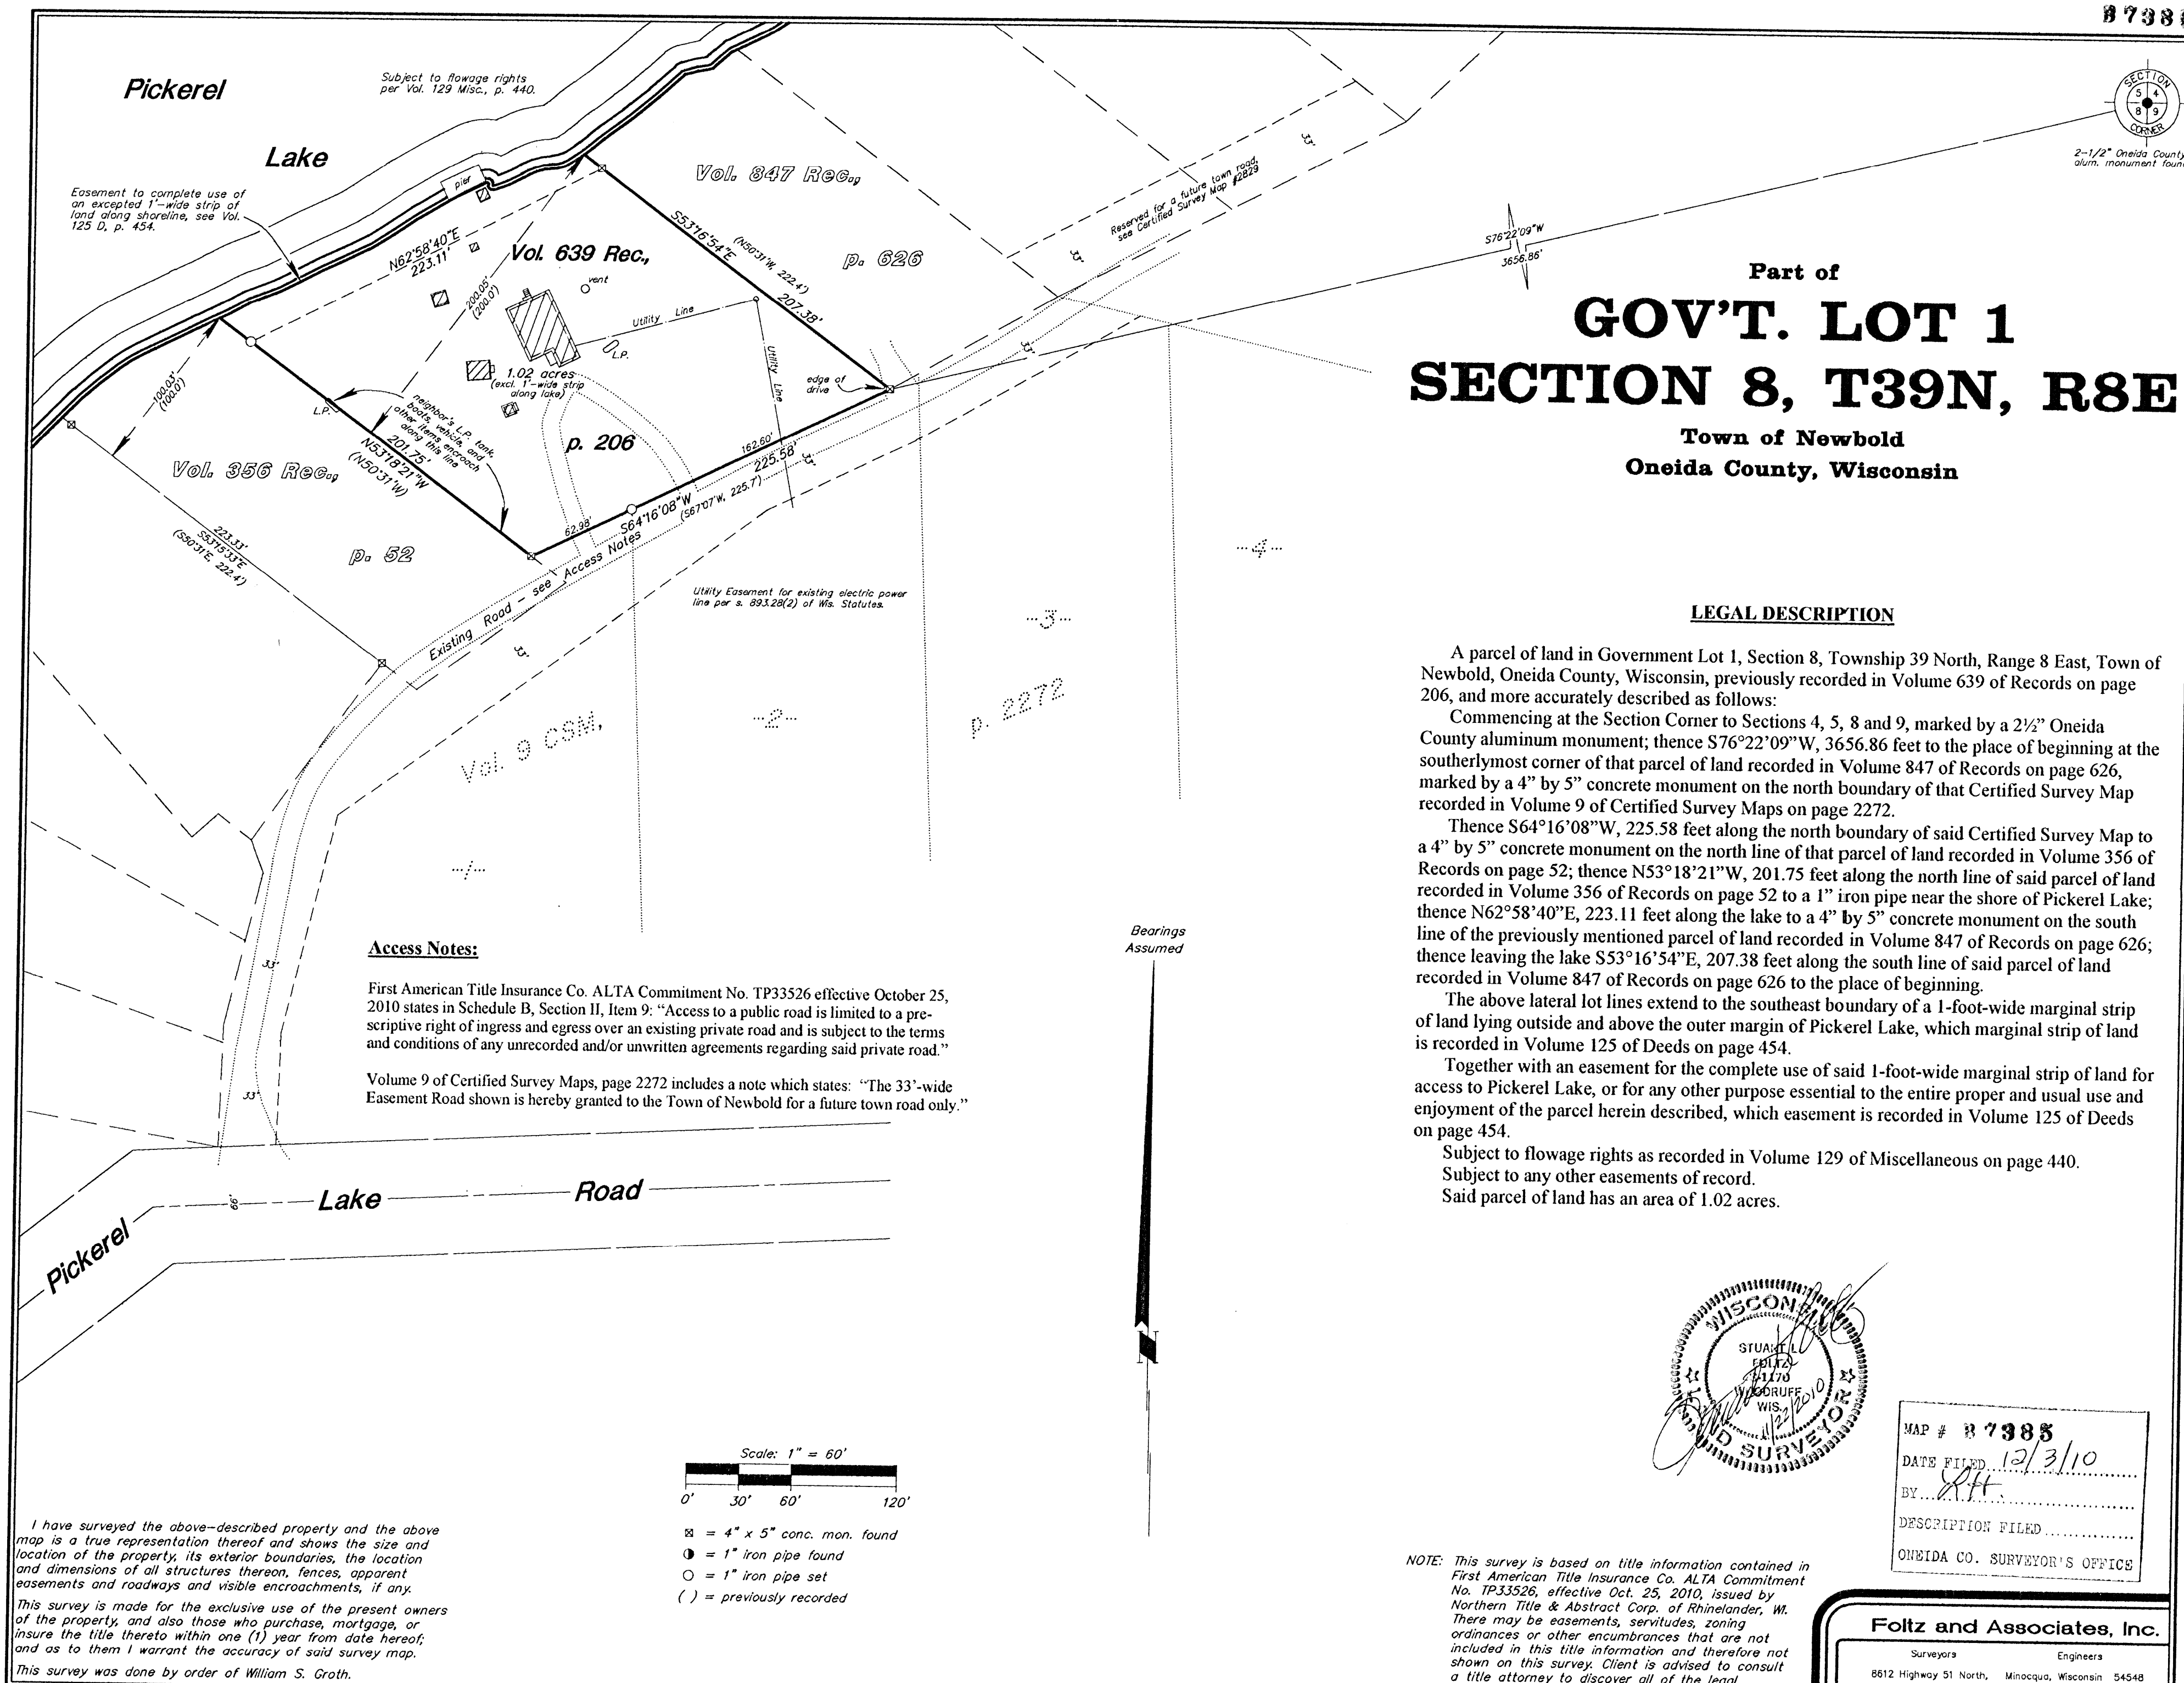 Pickerel
Lake
Subject to flowage rights
per Vol. 129 Misc., p. 440.
Easement to complete use of
an excepted 1'-wide strip of
land along shoreline, see Vol.
125 D, p. 454.
pier
N62°58'40"E
223.11'
Vol. 639 Rec.,
vent
200.05'
(200.0')
Utility Line
L.P.
Utility Line
1.02 acres
(excl. 1'-wide strip
along lake)
p. 206
edge of
drive
Vol. 847 Rec.,
p. 626
S53°16'54"E
(N50°31'W, 222.4')
207.38'
Reserved for a future town road,
see Certified Survey Map #2829
33'
33'
33'
33'
S76°22'09"W
3656.86'
SECTION
5 4
8 9
CORNER
2-1/2" Oneida County
alum. monument found
100.03'
(100.0')
L.P.
neighbor's L.P. tank,
boats, vehicle, and
other items encroach
along this line
201.75'
N53°18'21"W
(N50°31'W)
Vol. 356 Rec.,
p. 52
223.33'
S53°15'33"E
(S50°31'E, 222.4')
162.60'
225.58'
62.98'
S64°16'08"W
(S67°07'W, 225.7')
Existing Road - see Access Notes
33'
Utility Easement for existing electric power
line per s. 893.28(2) of Wis. Statutes.
Vol. 9 CSM,
p. 2272
-1-
-2-
-3-
-4-
33'
33'
Part of
GOV'T. LOT 1
SECTION 8, T39N, R8E
Town of Newbold
Oneida County, Wisconsin
LEGAL DESCRIPTION
A parcel of land in Government Lot 1, Section 8, Township 39 North, Range 8 East, Town of
Newbold, Oneida County, Wisconsin, previously recorded in Volume 639 of Records on page
206, and more accurately described as follows:
Commencing at the Section Corner to Sections 4, 5, 8 and 9, marked by a 2½” Oneida
County aluminum monument; thence S76°22’09”W, 3656.86 feet to the place of beginning at the
southerlymost corner of that parcel of land recorded in Volume 847 of Records on page 626,
marked by a 4” by 5” concrete monument on the north boundary of that Certified Survey Map
recorded in Volume 9 of Certified Survey Maps on page 2272.
Thence S64°16’08”W, 225.58 feet along the north boundary of said Certified Survey Map to
a 4” by 5” concrete monument on the north line of that parcel of land recorded in Volume 356 of
Records on page 52; thence N53°18’21”W, 201.75 feet along the north line of said parcel of land
recorded in Volume 356 of Records on page 52 to a 1” iron pipe near the shore of Pickerel Lake;
thence N62°58’40”E, 223.11 feet along the lake to a 4” by 5” concrete monument on the south
line of the previously mentioned parcel of land recorded in Volume 847 of Records on page 626;
thence leaving the lake S53°16’54”E, 207.38 feet along the south line of said parcel of land
recorded in Volume 847 of Records on page 626 to the place of beginning.
The above lateral lot lines extend to the southeast boundary of a 1-foot-wide marginal strip
of land lying outside and above the outer margin of Pickerel Lake, which marginal strip of land
is recorded in Volume 125 of Deeds on page 454.
Together with an easement for the complete use of said 1-foot-wide marginal strip of land for
access to Pickerel Lake, or for any other purpose essential to the entire proper and usual use and
enjoyment of the parcel herein described, which easement is recorded in Volume 125 of Deeds
on page 454.
Subject to flowage rights as recorded in Volume 129 of Miscellaneous on page 440.
Subject to any other easements of record.
Said parcel of land has an area of 1.02 acres.
Access Notes:
First American Title Insurance Co. ALTA Commitment No. TP33526 effective October 25,
2010 states in Schedule B, Section II, Item 9: “Access to a public road is limited to a pre-
scriptive right of ingress and egress over an existing private road and is subject to the terms
and conditions of any unrecorded and/or unwritten agreements regarding said private road.”
Volume 9 of Certified Survey Maps, page 2272 includes a note which states: “The 33’-wide
Easement Road shown is hereby granted to the Town of Newbold for a future town road only.”
Bearings
Assumed
N
66'
Pickerel Lake Road
Scale: 1" = 60'
0' 30' 60' 120'
= 4" x 5" conc. mon. found
= 1" iron pipe found
= 1" iron pipe set
( ) = previously recorded
I have surveyed the above-described property and the above
map is a true representation thereof and shows the size and
location of the property, its exterior boundaries, the location
and dimensions of all structures thereon, fences, apparent
easements and roadways and visible encroachments, if any.
This survey is made for the exclusive use of the present owners
of the property, and also those who purchase, mortgage, or
insure the title thereto within one (1) year from date hereof;
and as to them I warrant the accuracy of said survey map.
This survey was done by order of William S. Groth.
WISCONSIN
STUART L.
FOLTZ
1170
WOODRUFF
WIS.
11/22/2010
LAND SURVEYOR
MAP # B7385
DATE FILED 12/3/10
BY RH.
DESCRIPTION FILED
ONEIDA CO. SURVEYOR'S OFFICE
NOTE: This survey is based on title information contained in
First American Title Insurance Co. ALTA Commitment
No. TP33526, effective Oct. 25, 2010, issued by
Northern Title & Abstract Corp. of Rhinelander, WI.
There may be easements, servitudes, zoning
ordinances or other encumbrances that are not
included in this title information and therefore not
shown on this survey. Client is advised to consult
a title attorney to discover all of the legal
Foltz and Associates, Inc.
Surveyors Engineers
8612 Highway 51 North, Minocqua, Wisconsin 54548